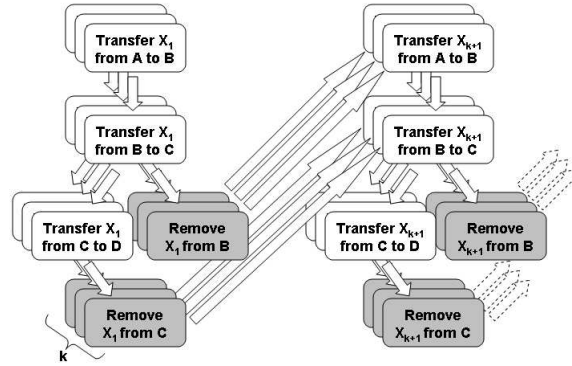 Transfer X1
from A to B
Transfer X1
from B to C
Transfer X1
from C to D
Remove
X1 from B
Remove
X1 from C
k
Transfer Xk+1
from A to B
Transfer Xk+1
from B to C
Transfer Xk+1
from C to D
Remove
Xk+1 from B
Remove
Xk+1 from C